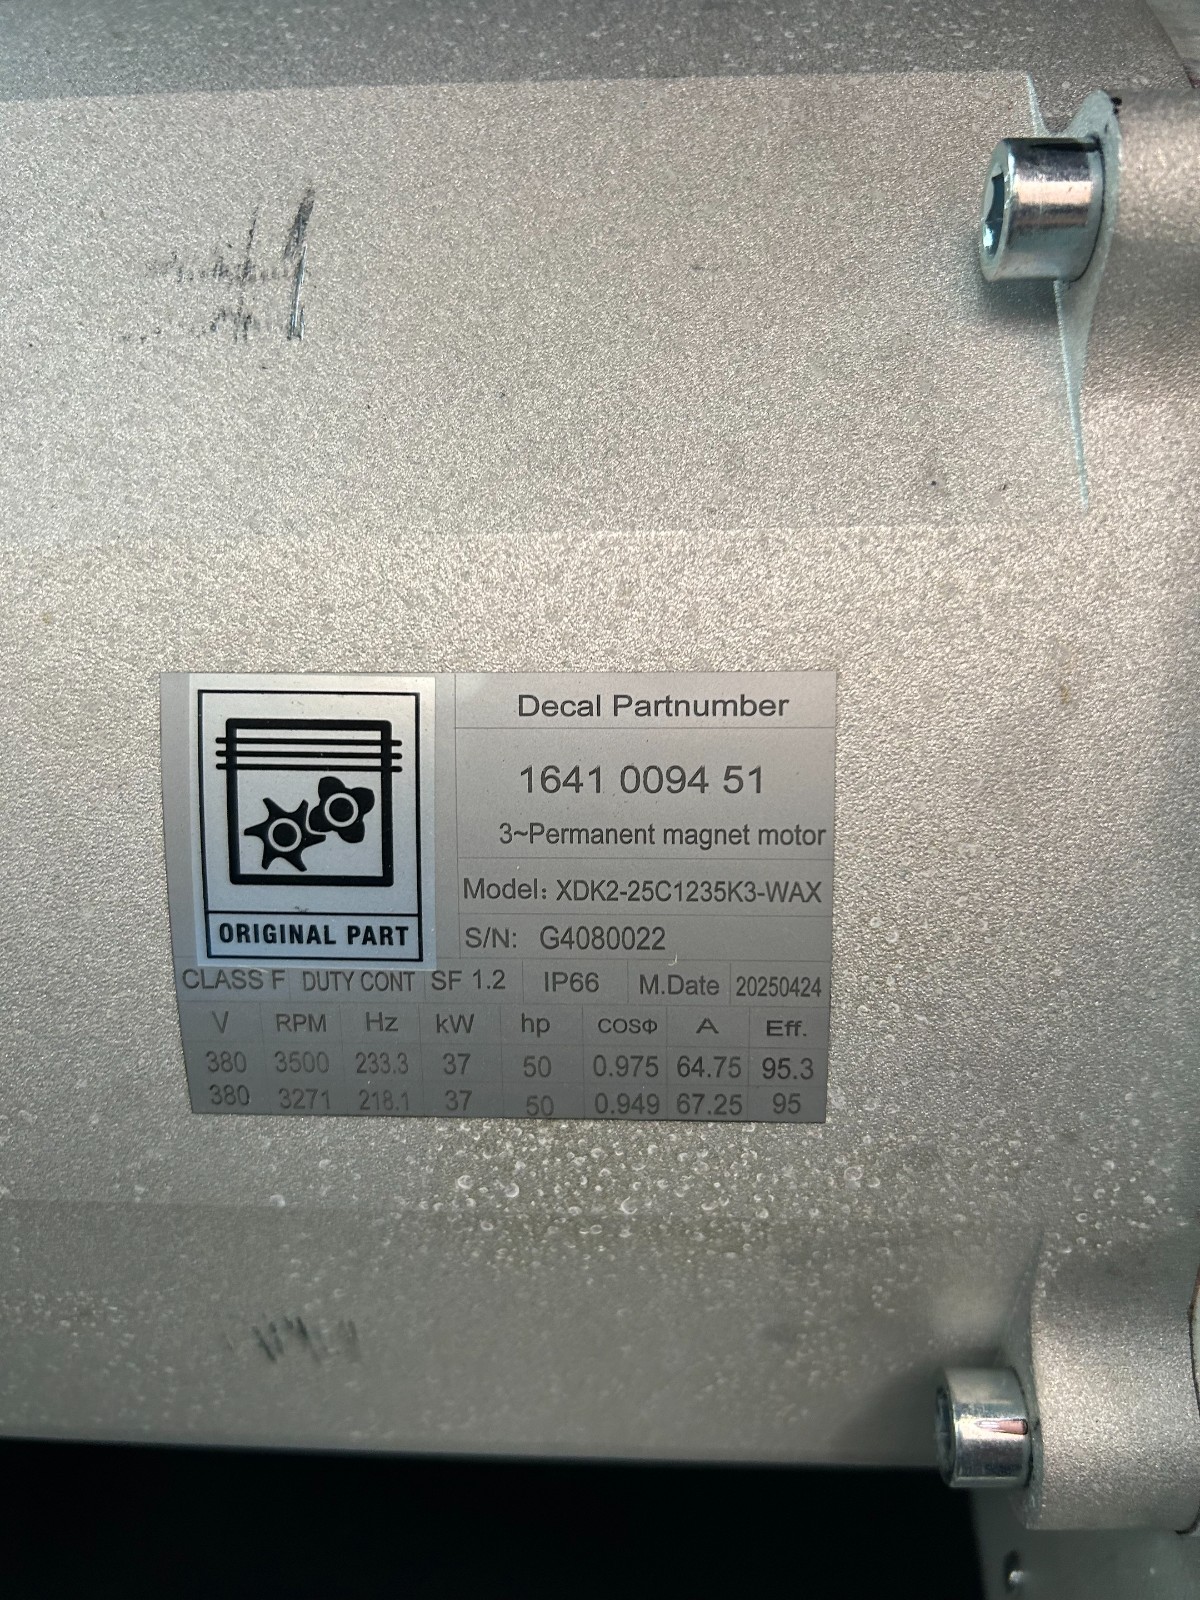 Decal Partnumber
1641 0094 51
3~Permanent magnet motor
Model: XDK2-25C1235K3-WAX
S/N: G4080022
ORIGINAL PART
CLASS F DUTY CONT SF 1.2 IP66 M.Date 20250424
V RPM Hz kW hp COSΦ A Eff.
380 3500 233.3 37 50 0.975 64.75 95.3
380 3271 218.1 37 50 0.949 67.25 95